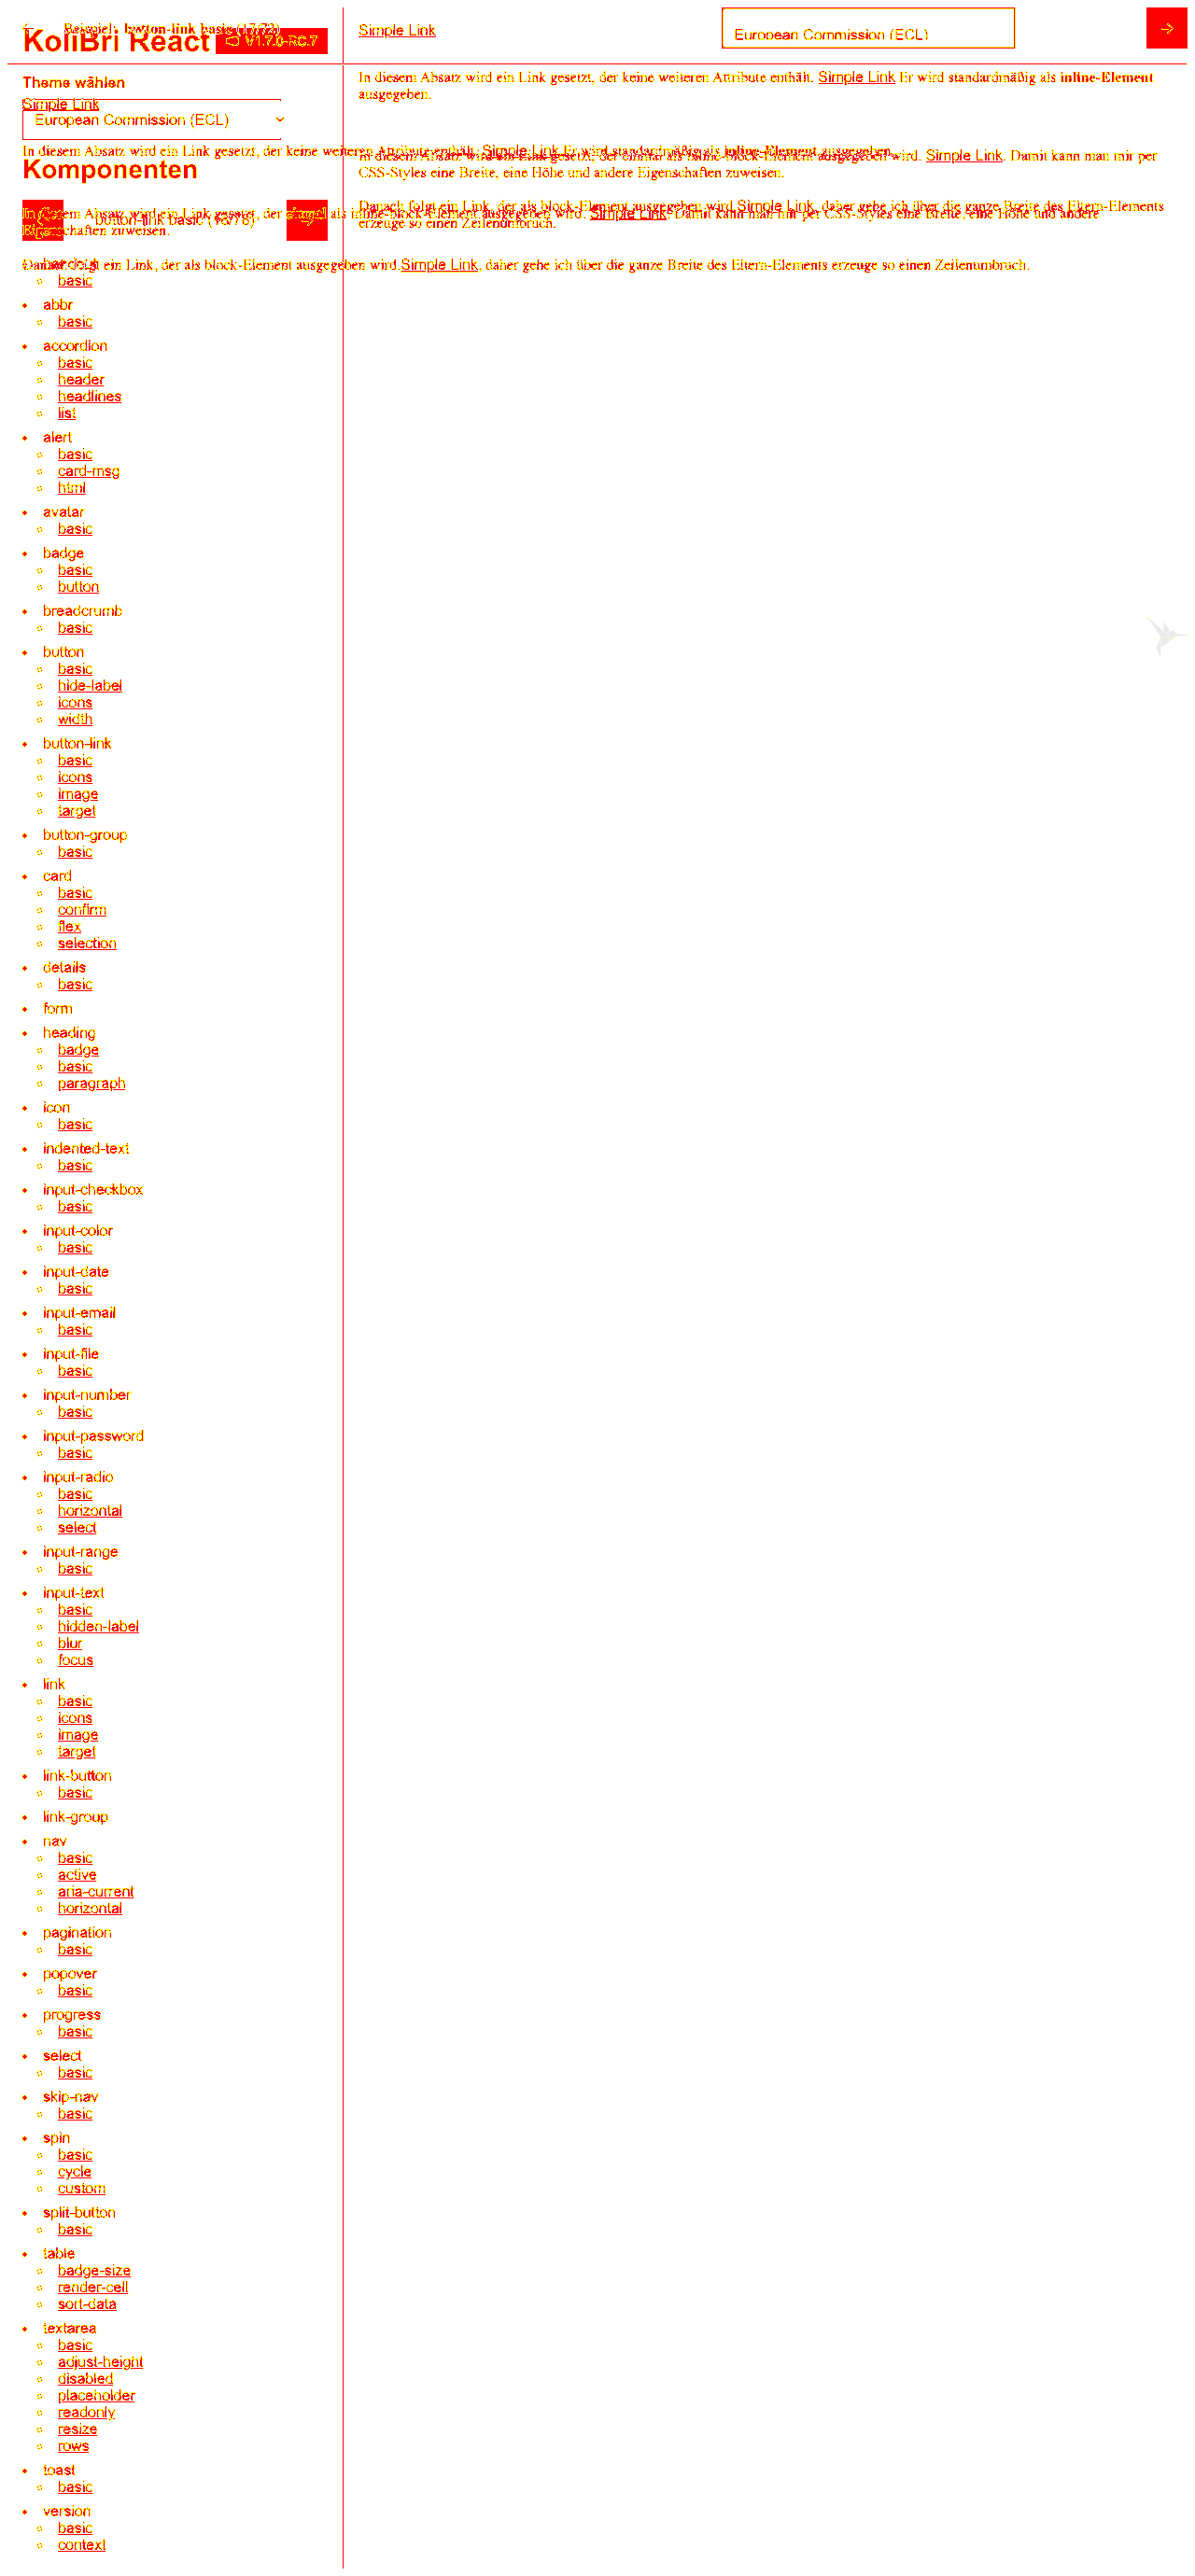 Beispiel: button-link basic (17/72)
KoliBri React
V1.7.0-RC.7
Simple Link
European Commission (ECL)
Theme wählen
Simple Link
European Commission (ECL)
In diesem Absatz wird ein Link gesetzt, der keine weiteren Attribute enthält. Simple Link Er wird standardmäßig als inline-Element
ausgegeben.
In diesem Absatz wird ein Link gesetzt, der keine weiteren Attribute enthält. Simple Link Er wird standardmäßig als inline-Element ausgegeben.
In diesem Absatz wird ein Link gesetzt, der einmal als inline-block-Element ausgegeben wird. Simple Link. Damit kann man mir per
CSS-Styles eine Breite, eine Höhe und andere Eigenschaften zuweisen.
Komponenten
Danach folgt ein Link, der als block-Element ausgegeben wird Simple Link, daher gehe ich über die ganze Breite des Eltern-Elements
erzeuge so einen Zeilenumbruch.
In diesem Absatz wird ein Link gesetzt, der einmal als inline-block-Element ausgegeben wird. Simple Link. Damit kann man mir per CSS-Styles eine Breite, eine Höhe und andere
Eigenschaften zuweisen.
button-link basic
Danach folgt ein Link, der als block-Element ausgegeben wird.Simple Link, daher gehe ich über die ganze Breite des Eltern-Elements erzeuge so einen Zeilenumbruch.
basic
abbr
basic
accordion
basic
header
headlines
list
alert
basic
card-msg
html
avatar
basic
badge
basic
button
breadcrumb
basic
button
basic
hide-label
icons
width
button-link
basic
icons
image
target
button-group
basic
card
basic
confirm
flex
selection
details
basic
form
heading
badge
basic
paragraph
icon
basic
indented-text
basic
input-checkbox
basic
input-color
basic
input-date
basic
input-email
basic
input-file
basic
input-number
basic
input-password
basic
input-radio
basic
horizontal
select
input-range
basic
input-text
basic
hidden-label
blur
focus
link
basic
icons
image
target
link-button
basic
link-group
nav
basic
active
aria-current
horizontal
pagination
basic
popover
basic
progress
basic
select
basic
skip-nav
basic
spin
basic
cycle
custom
split-button
basic
table
badge-size
render-cell
sort-data
textarea
basic
adjust-height
disabled
placeholder
readonly
resize
rows
toast
basic
version
basic
context